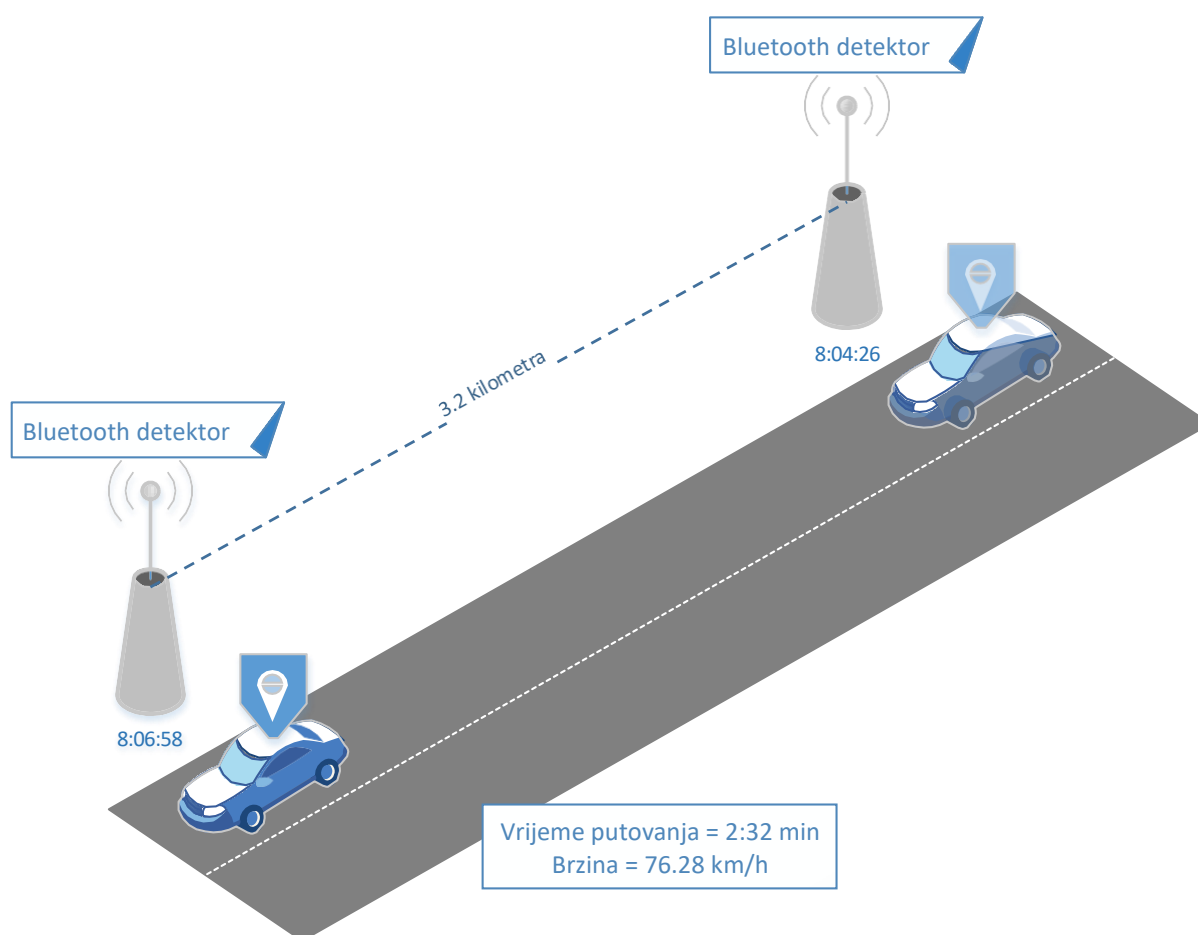 Bluetooth detektor
8:04:26
3.2 kilometra
Bluetooth detektor
8:06:58
Vrijeme putovanja = 2:32 min
Brzina = 76.28 km/h